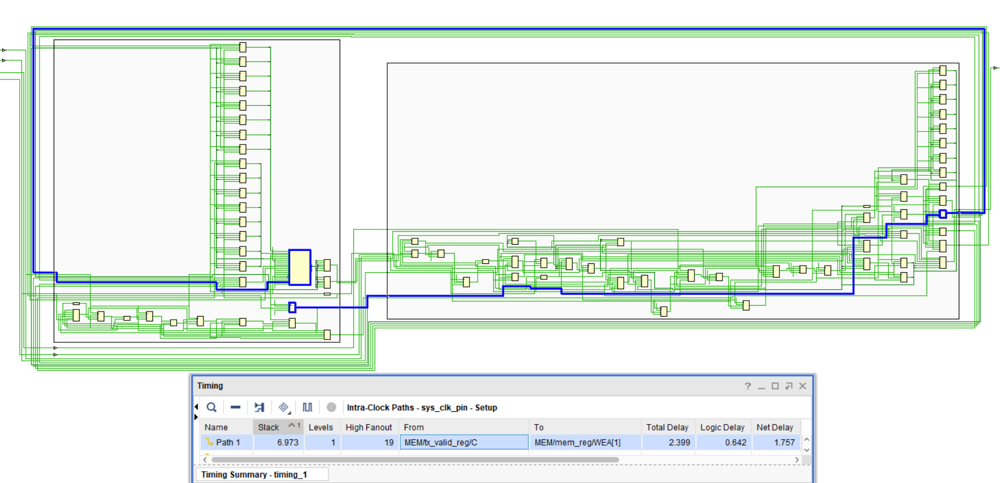 Timing
?
Intra-Clock Paths - sys_clk_pin - Setup
Name Slack ^1 Levels High Fanout From To Total Delay Logic Delay Net Delay
Path 1 6.973 1 19 MEM/tx_valid_reg/C MEM/mem_reg/WEA[1] 2.399 0.642 1.757
Timing Summary - timing_1